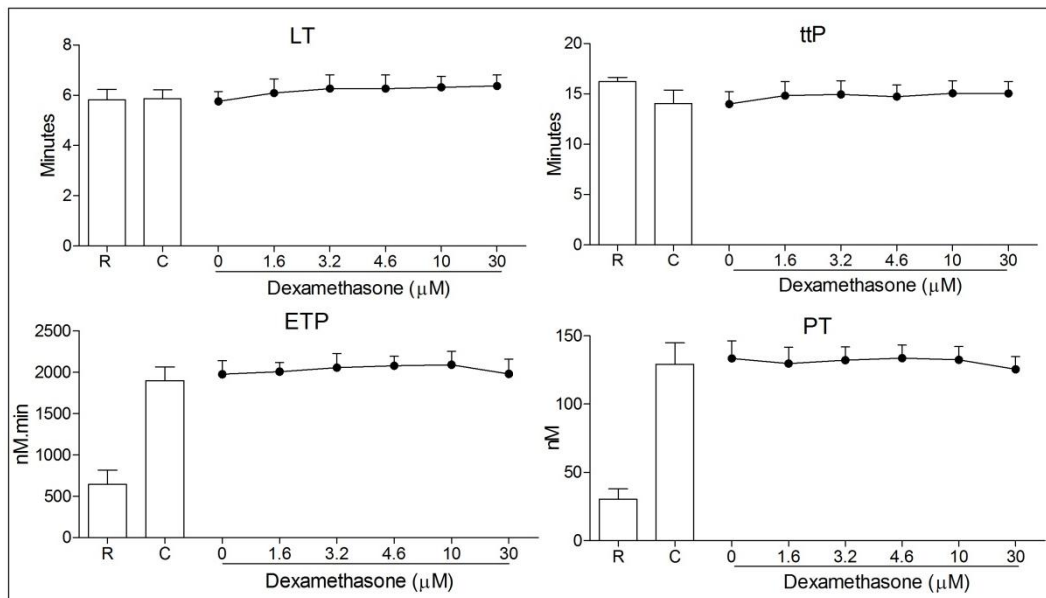 LT
8
6
4
2
0
Minutes
R C 0 1.6 3.2 4.6 10 30
Dexamethasone (μM)
ttP
20
15
10
5
0
Minutes
R C 0 1.6 3.2 4.6 10 30
Dexamethasone (μM)
ETP
2500
2000
1500
1000
500
0
nM.min
R C 0 1.6 3.2 4.6 10 30
Dexamethasone (μM)
PT
150
100
50
0
nM
R C 0 1.6 3.2 4.6 10 30
Dexamethasone (μM)